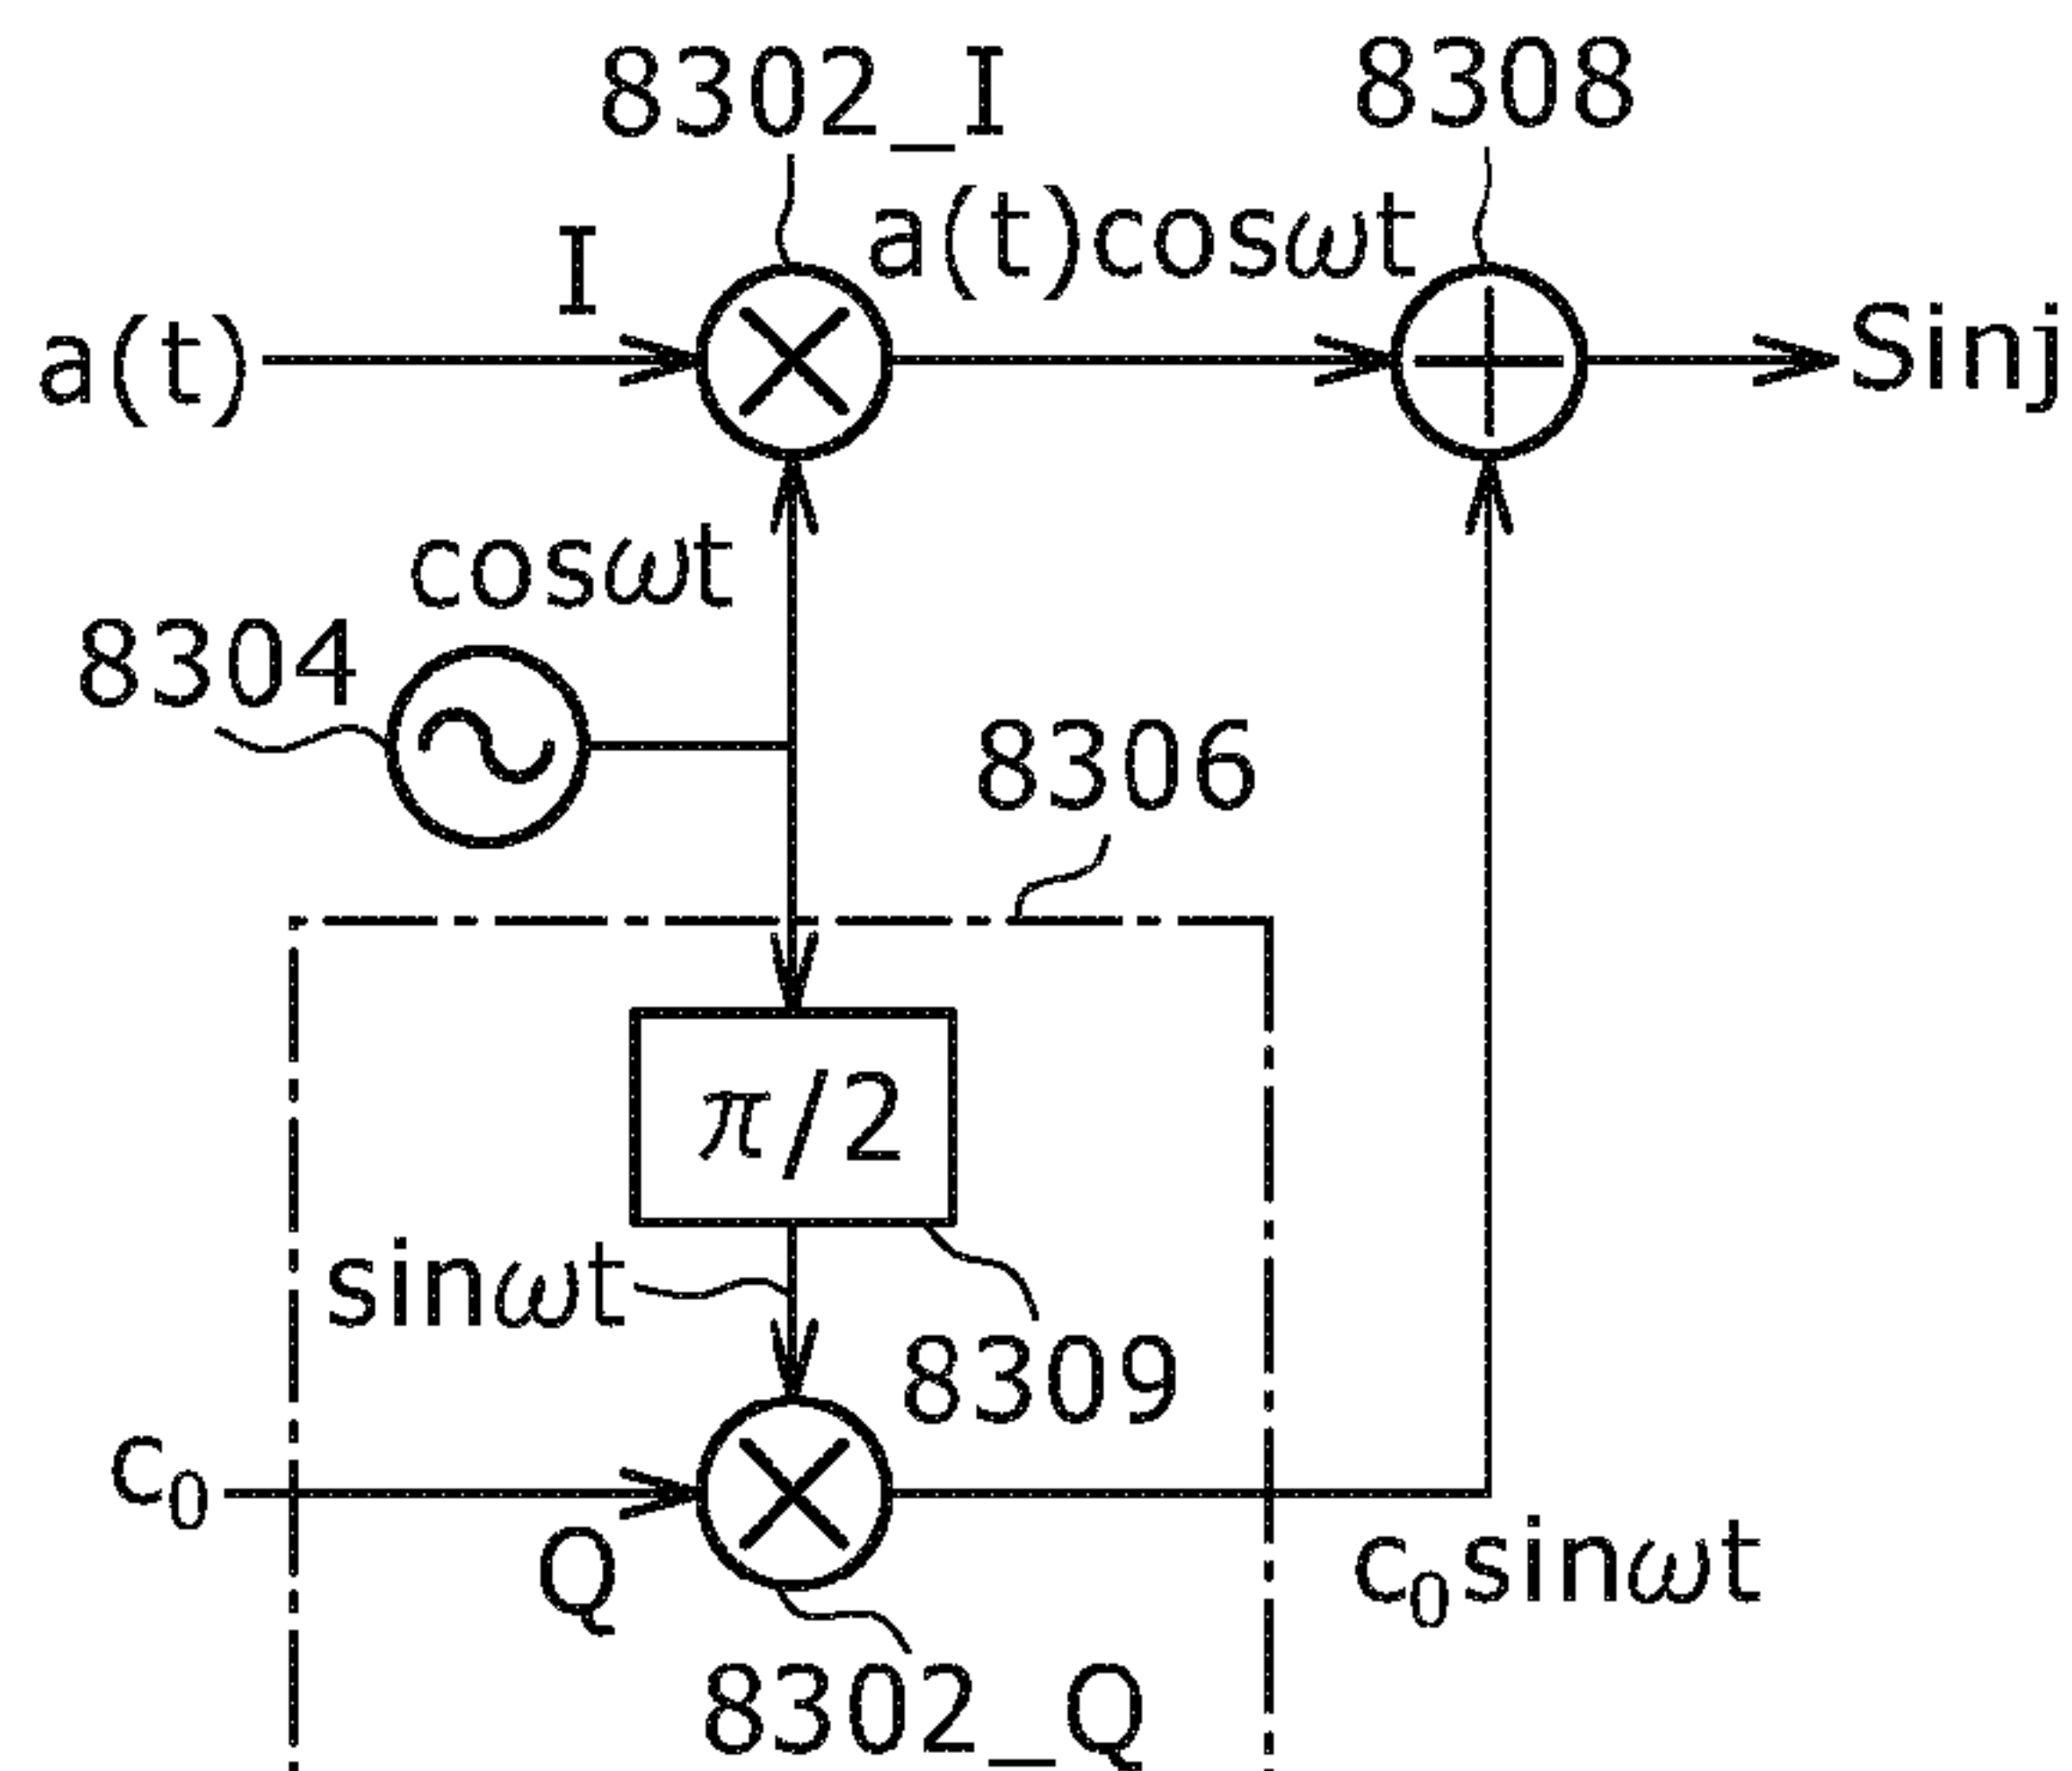 8302_I
8308
a(t)cosωt
I
a(t)
Sinj
cosωt
8304
8306
π/2
sinωt
8309
c₀
Q
c₀sinωt
8302_Q